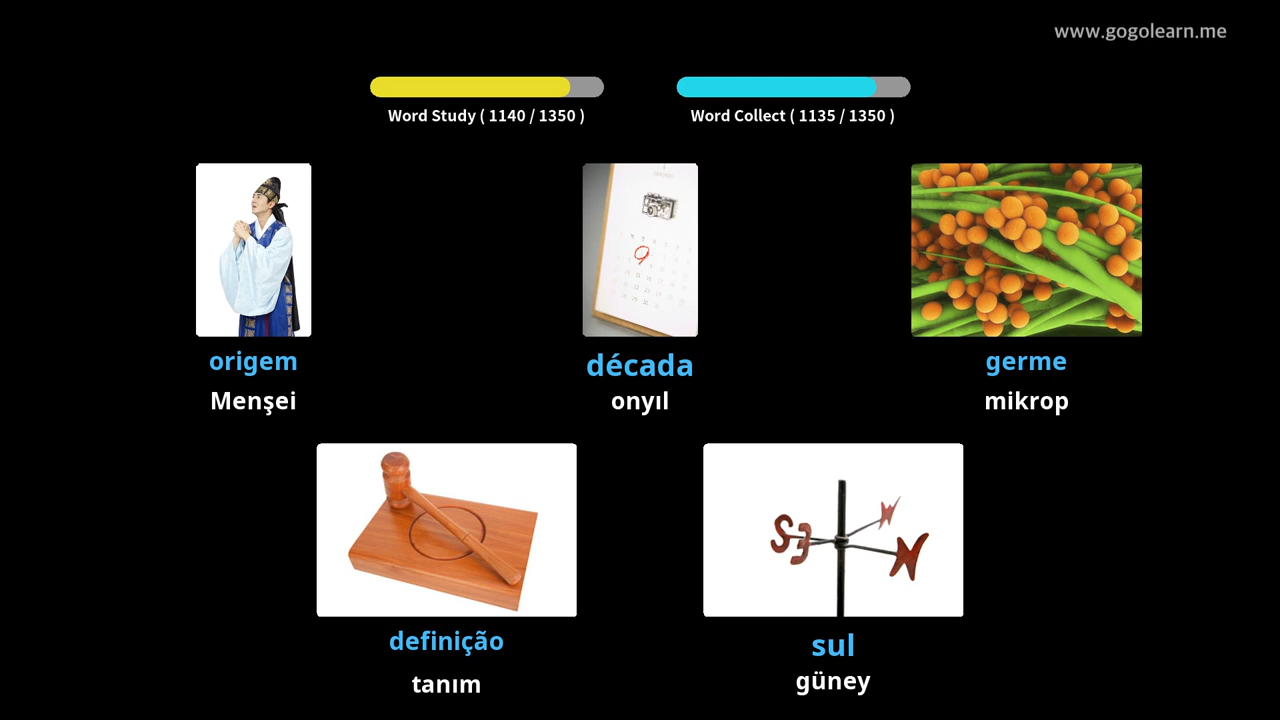 www.gogolearn.me
Word Study ( 1140 / 1350 )
Word Collect ( 1135 / 1350 )
origem
Menşei
década
onyıl
germe
mikrop
definição
tanım
sul
güney